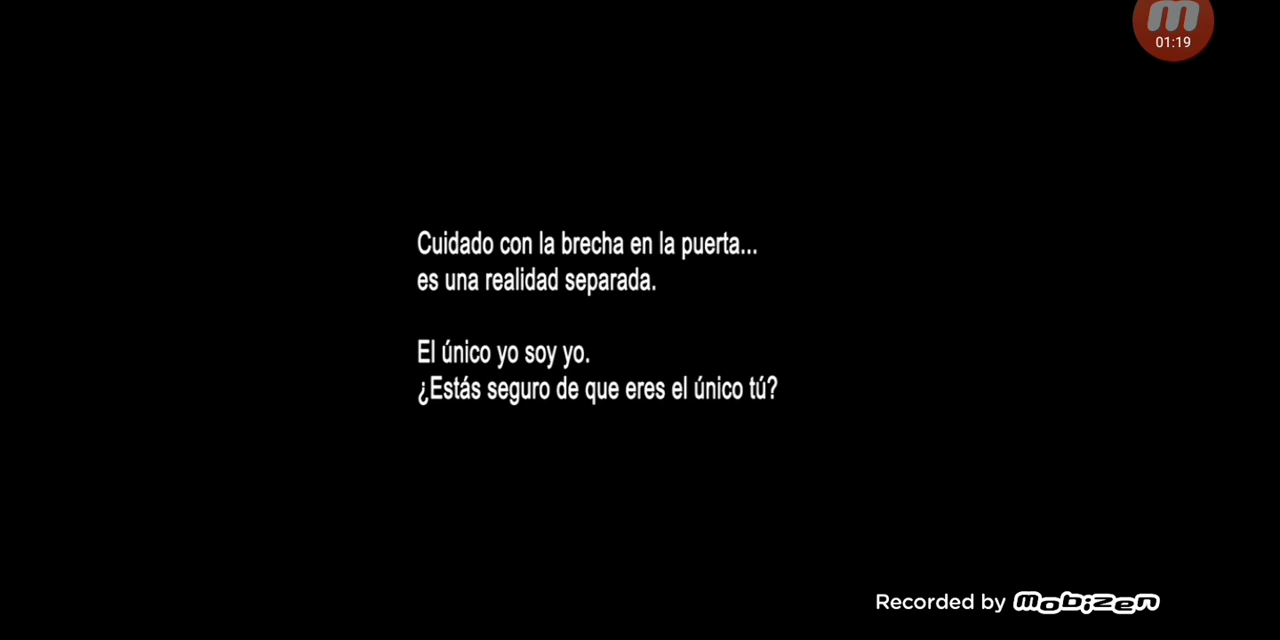 m
01:19
Cuidado con la brecha en la puerta...
es una realidad separada.
El único yo soy yo.
¿Estás seguro de que eres el único tú?
Recorded by mobizen